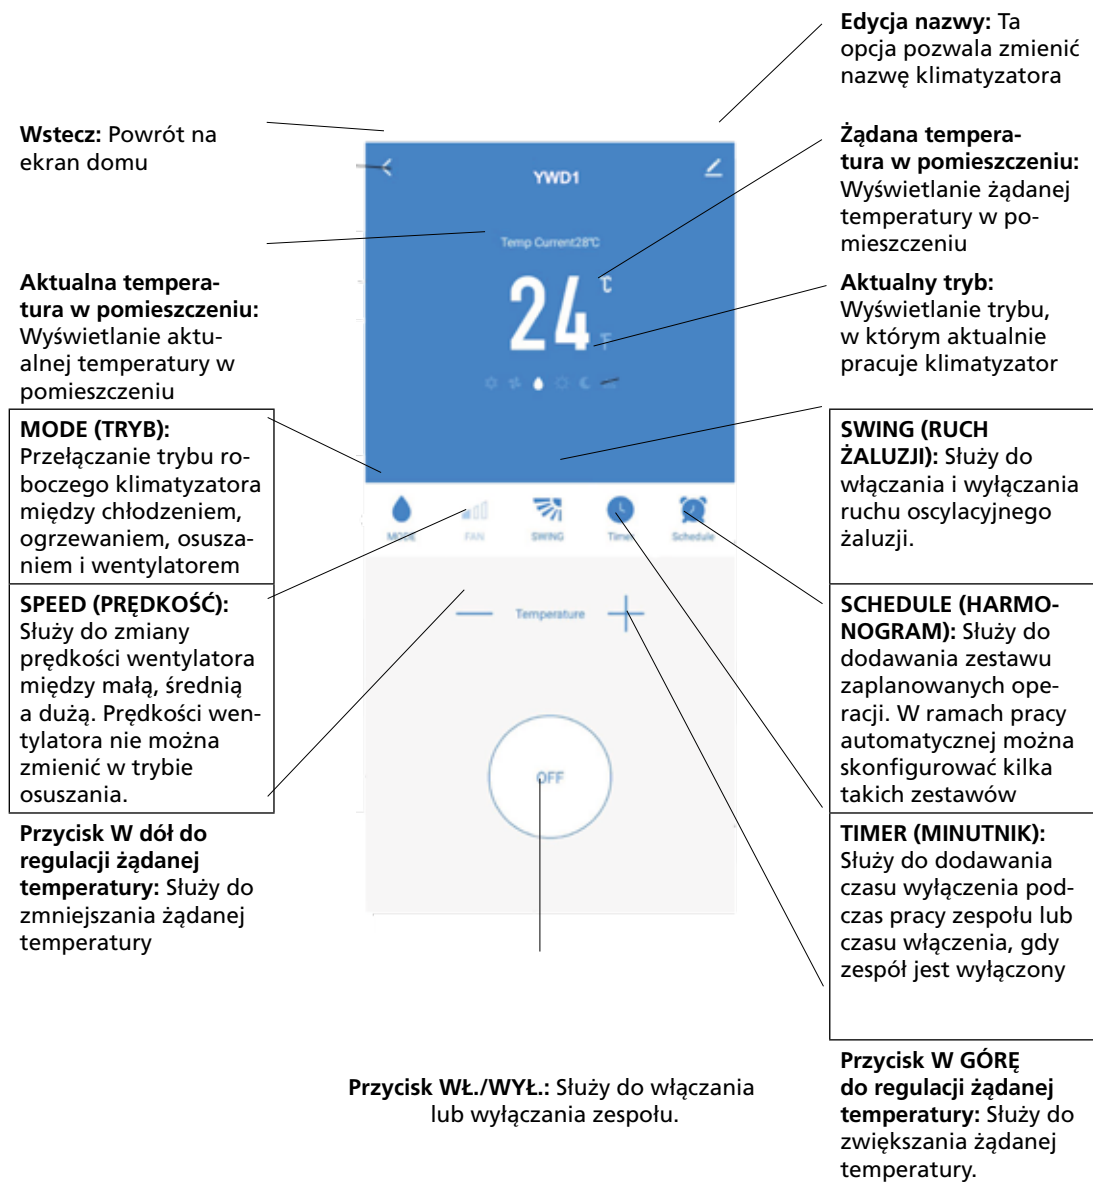 Edycja nazwy: Ta
opcja pozwala zmienić
nazwę klimatyzatora
Wstecz: Powrót na
ekran domu
Żądana tempera-
tura w pomieszczeniu:
Wyświetlanie żądanej
temperatury w po-
mieszczeniu
Aktualna tempera-
tura w pomieszczeniu:
Wyświetlanie aktu-
alnej temperatury w
pomieszczeniu
Aktualny tryb:
Wyświetlanie trybu,
w którym aktualnie
pracuje klimatyzator
YWD1
Temp Current28°C
24
°C
°F
MODE (TRYB):
Przełączanie trybu ro-
boczego klimatyzatora
między chłodzeniem,
ogrzewaniem, osusza-
niem i wentylatorem
SWING (RUCH
ŻALUZJI): Służy do
włączania i wyłączania
ruchu oscylacyjnego
żaluzji.
MODE
FAN
SWING
Timer
Schedule
SPEED (PRĘDKOŚĆ):
Służy do zmiany
prędkości wentylatora
między małą, średnią
a dużą. Prędkości wen-
tylatora nie można
zmienić w trybie
osuszania.
SCHEDULE (HARMO-
NOGRAM): Służy do
dodawania zestawu
zaplanowanych ope-
racji. W ramach pracy
automatycznej można
skonfigurować kilka
takich zestawów
Temperature
OFF
Przycisk W dół do
regulacji żądanej
temperatury: Służy do
zmniejszania żądanej
temperatury
TIMER (MINUTNIK):
Służy do dodawania
czasu wyłączenia pod-
czas pracy zespołu lub
czasu włączenia, gdy
zespół jest wyłączony
Przycisk WŁ./WYŁ.: Służy do włączania
lub wyłączania zespołu.
Przycisk W GÓRĘ
do regulacji żądanej
temperatury: Służy do
zwiększania żądanej
temperatury.